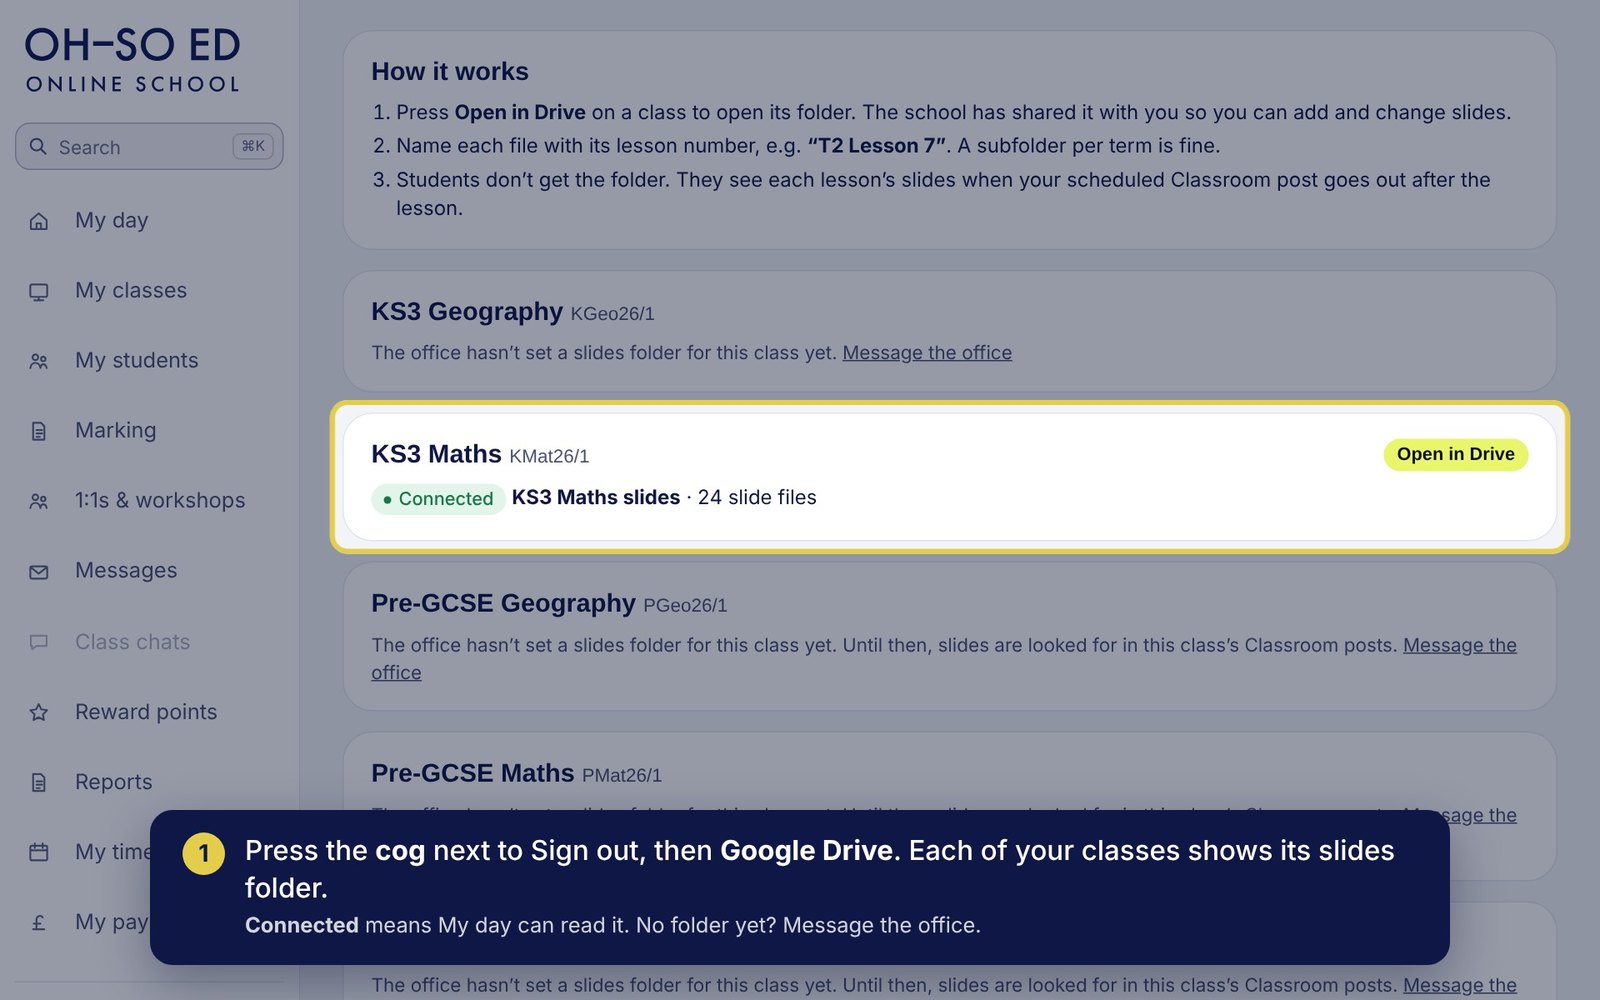 OH–SO ED
ONLINE SCHOOL
Search
⌘K
My day
My classes
My students
Marking
1:1s & workshops
Messages
Class chats
Reward points
Reports
My time
My pay
How it works
1. Press Open in Drive on a class to open its folder. The school has shared it with you so you can add and change slides.
2. Name each file with its lesson number, e.g. “T2 Lesson 7”. A subfolder per term is fine.
3. Students don’t get the folder. They see each lesson’s slides when your scheduled Classroom post goes out after the
lesson.
KS3 Geography KGeo26/1
The office hasn’t set a slides folder for this class yet. Message the office
KS3 Maths KMat26/1
Open in Drive
• Connected KS3 Maths slides · 24 slide files
Pre-GCSE Geography PGeo26/1
The office hasn’t set a slides folder for this class yet. Until then, slides are looked for in this class’s Classroom posts. Message the
office
Pre-GCSE Maths PMat26/1
sage the
1 Press the cog next to Sign out, then Google Drive. Each of your classes shows its slides
folder.
Connected means My day can read it. No folder yet? Message the office.
The office hasn’t set a slides folder for this class yet. Until then, slides are looked for in this class’s Classroom posts. Message the